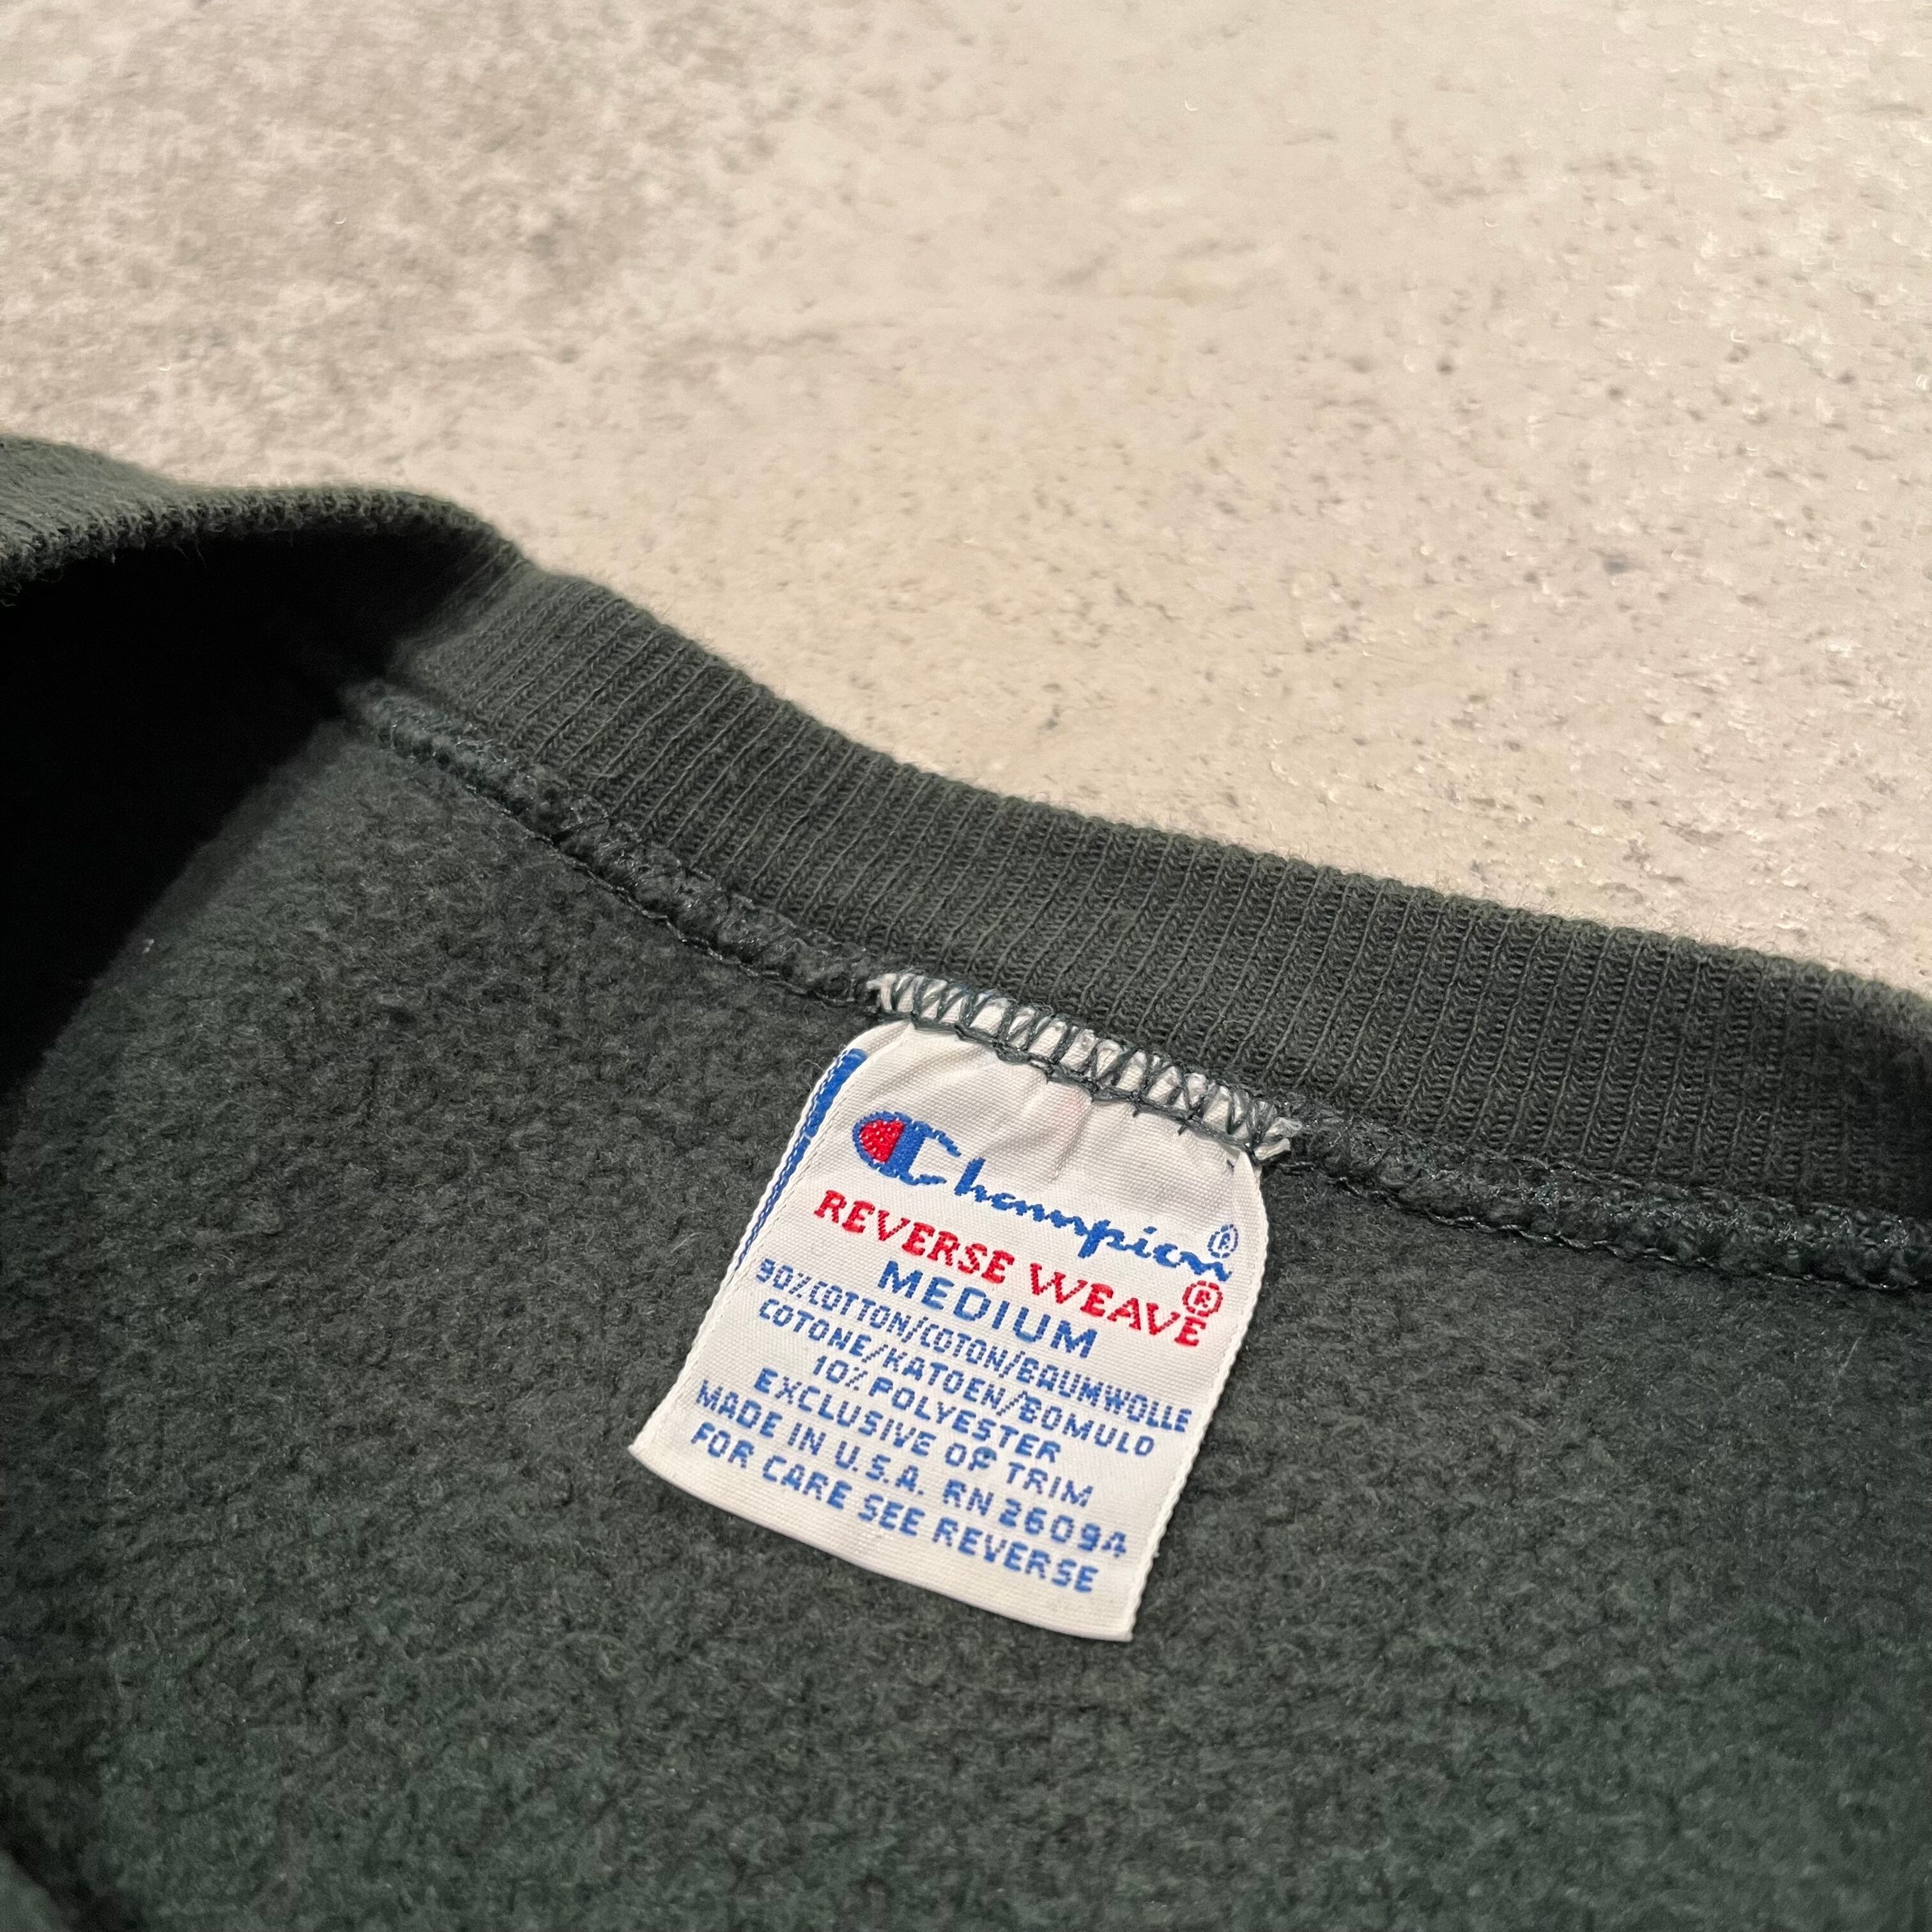 Champion®
REVERSE WEAVE®
MEDIUM
90%COTTON/COTON/BAUMWOLLE
COTONE/KATOEN/BOMULD
10%POLYESTER
EXCLUSIVE OF TRIM
MADE IN U.S.A. RN 26094
FOR CARE SEE REVERSE